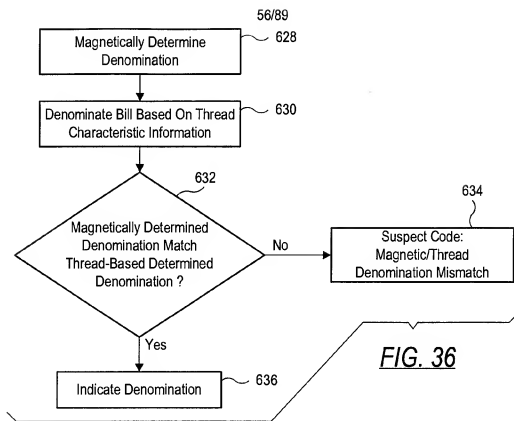 56/89
Magnetically Determine
Denomination
628
Denominate Bill Based On Thread
Characteristic Information
630
632
Magnetically Determined
Denomination Match
Thread-Based Determined
Denomination ?
No
634
Suspect Code:
Magnetic/Thread
Denomination Mismatch
Yes
Indicate Denomination
636
FIG. 36